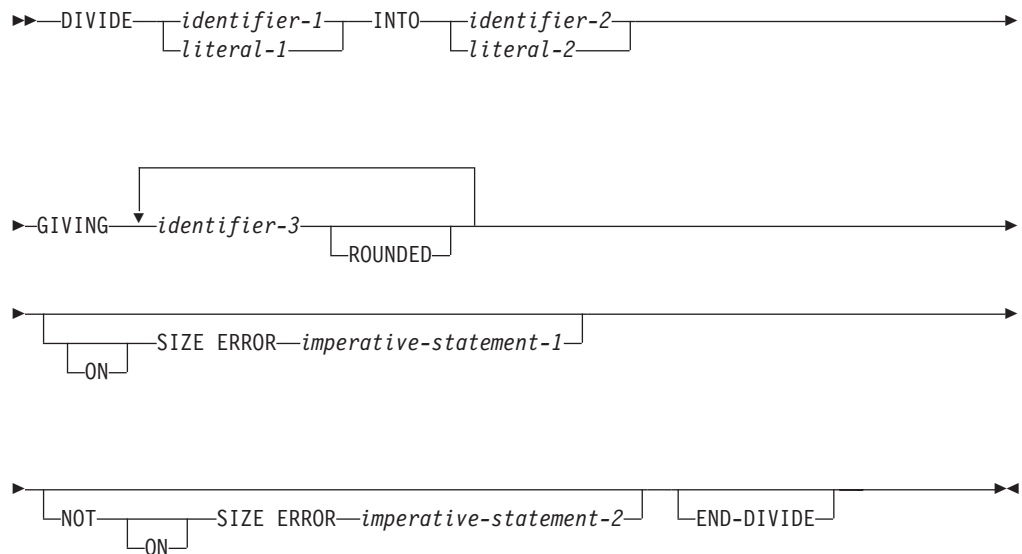 DIVIDE identifier-1 INTO identifier-2
literal-1 literal-2
GIVING identifier-3
ROUNDED
SIZE ERROR imperative-statement-1
ON
NOT SIZE ERROR imperative-statement-2 END-DIVIDE
ON